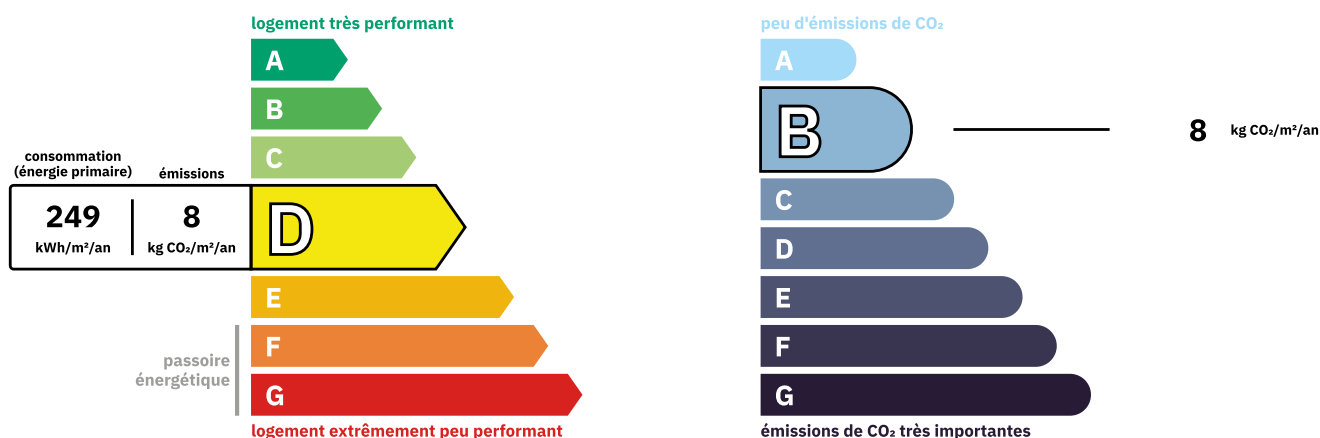 logement très performant
A
B
C
consommation
(énergie primaire)
émissions
249
kWh/m²/an
8
kg CO₂/m²/an
D
E
F
G
passoire
énergétique
logement extrêmement peu performant
peu d'émissions de CO₂
A
B
8 kg CO₂/m²/an
C
D
E
F
G
émissions de CO₂ très importantes